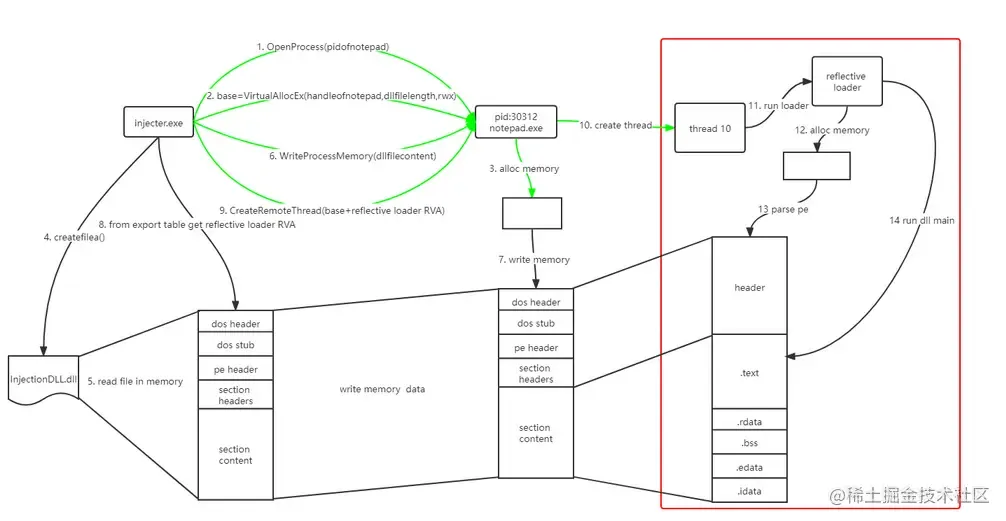 1. OpenProcess(pidofnotepad)
2. base=VirtualAllocEx(handleofnotepad,dllfilelength,rwx)
injecter.exe
pid:30312
notepad.exe
6. WriteProcessMemory(dllfilecontent)
9. CreateRemoteThread(base+reflective loader RVA)
8. from export table get reflective loader RVA
4. createfilea()
3. alloc memory
7. write memory
10. create thread
thread 10
11. run loader
reflective
loader
12. alloc memory
13 parse pe
14 run dll main
InjectionDLL.dll
5. read file in memory
dos header
dos stub
pe header
section
headers
section
content
write memory data
dos header
dos stub
pe header
section
headers
section
content
header
.text
.rdata
.bss
.edata
.idata
@稀土掘金技术社区